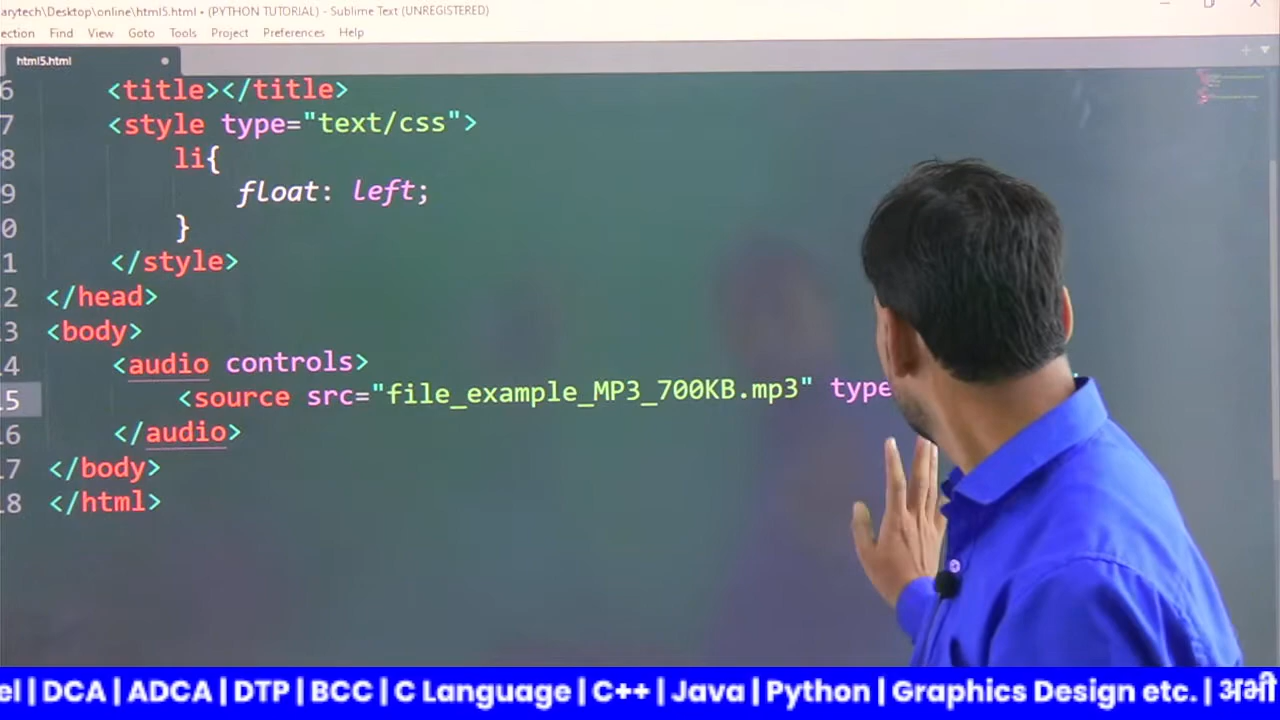 arytech\Desktop\online\html5.html • (PYTHON TUTORIAL) - Sublime Text (UNREGISTERED)
ection Find View Goto Tools Project Preferences Help
html5.html
6 <title></title>
7 <style type="text/css">
8 li{
9 float: left;
0 }
1 </style>
2 </head>
3 <body>
4 <audio controls>
5 <source src="file_example_MP3_700KB.mp3" type
16 </audio>
17 </body>
18 </html>
el | DCA | ADCA | DTP | BCC | C Language | C++ | Java | Python | Graphics Design etc. | अभी